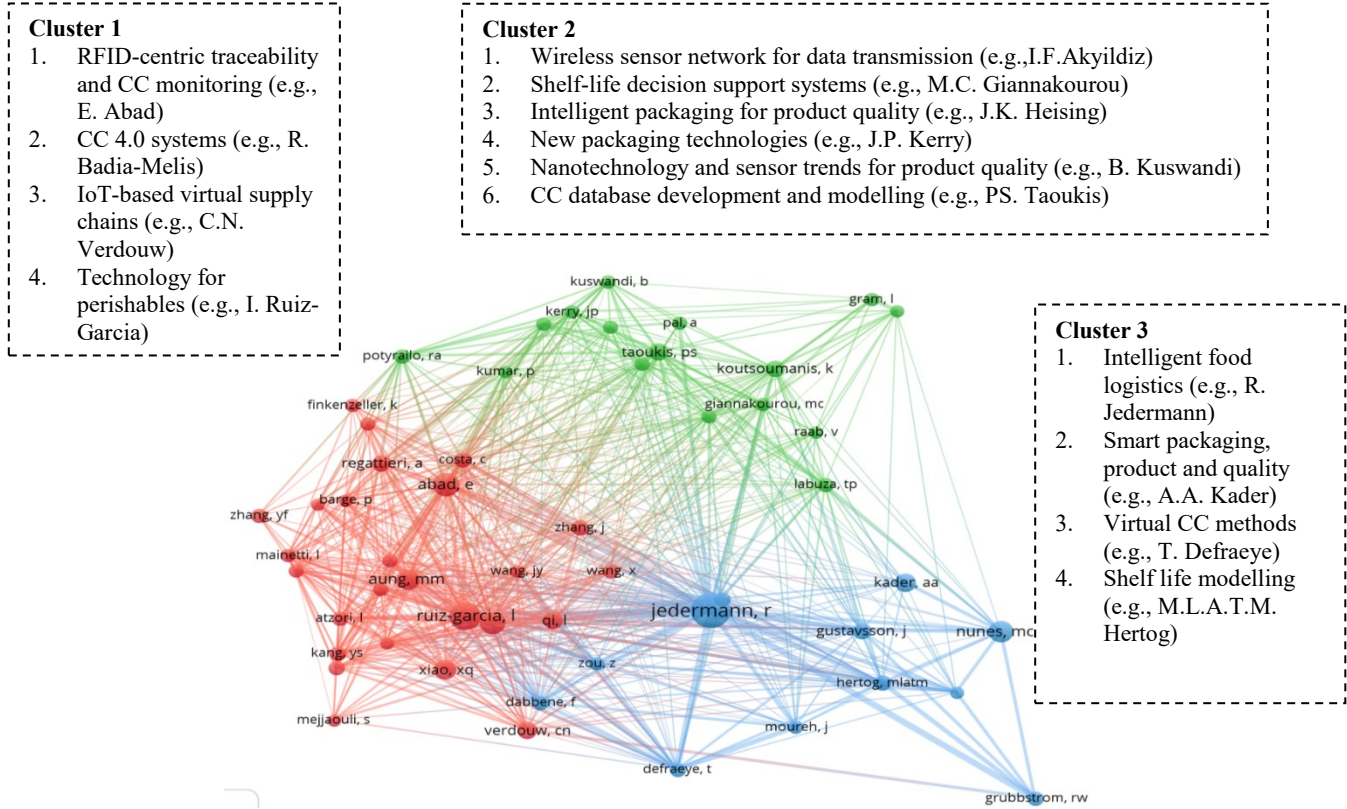 Cluster 1
1. RFID-centric traceability
and CC monitoring (e.g.,
E. Abad)
2. CC 4.0 systems (e.g., R.
Badia-Melis)
3. IoT-based virtual supply
chains (e.g., C.N.
Verdouw)
4. Technology for
perishables (e.g., I. Ruiz-
Garcia)
Cluster 2
1. Wireless sensor network for data transmission (e.g.,I.F.Akyildiz)
2. Shelf-life decision support systems (e.g., M.C. Giannakourou)
3. Intelligent packaging for product quality (e.g., J.K. Heising)
4. New packaging technologies (e.g., J.P. Kerry)
5. Nanotechnology and sensor trends for product quality (e.g., B. Kuswandi)
6. CC database development and modelling (e.g., PS. Taoukis)
Cluster 3
1. Intelligent food
logistics (e.g., R.
Jedermann)
2. Smart packaging,
product and quality
(e.g., A.A. Kader)
3. Virtual CC methods
(e.g., T. Defraeye)
4. Shelf life modelling
(e.g., M.L.A.T.M.
Hertog)
kuswandi, b
gram, l
kerry, jp
pal, a
taoukis, ps
potyrailo, ra
kumar, p
koutsoumanis, k
finkenzeller, k
giannakourou, mc
raab, v
costa, c
regattieri, a
abad, e
labuza, tp
barge, p
zhang, yf
zhang, j
mainetti, l
wang, jy
wang, x
aung, mm
kader, aa
jedermann, r
atzori, l
ruiz-garcia, l
qi, l
gustavsson, j
nunes, mc
kang, ys
xiao, xq
zou, z
hertog, mlatm
dabbene, f
mejjaouli, s
verdouw, cn
moureh, j
defraeye, t
grubbstrom, rw